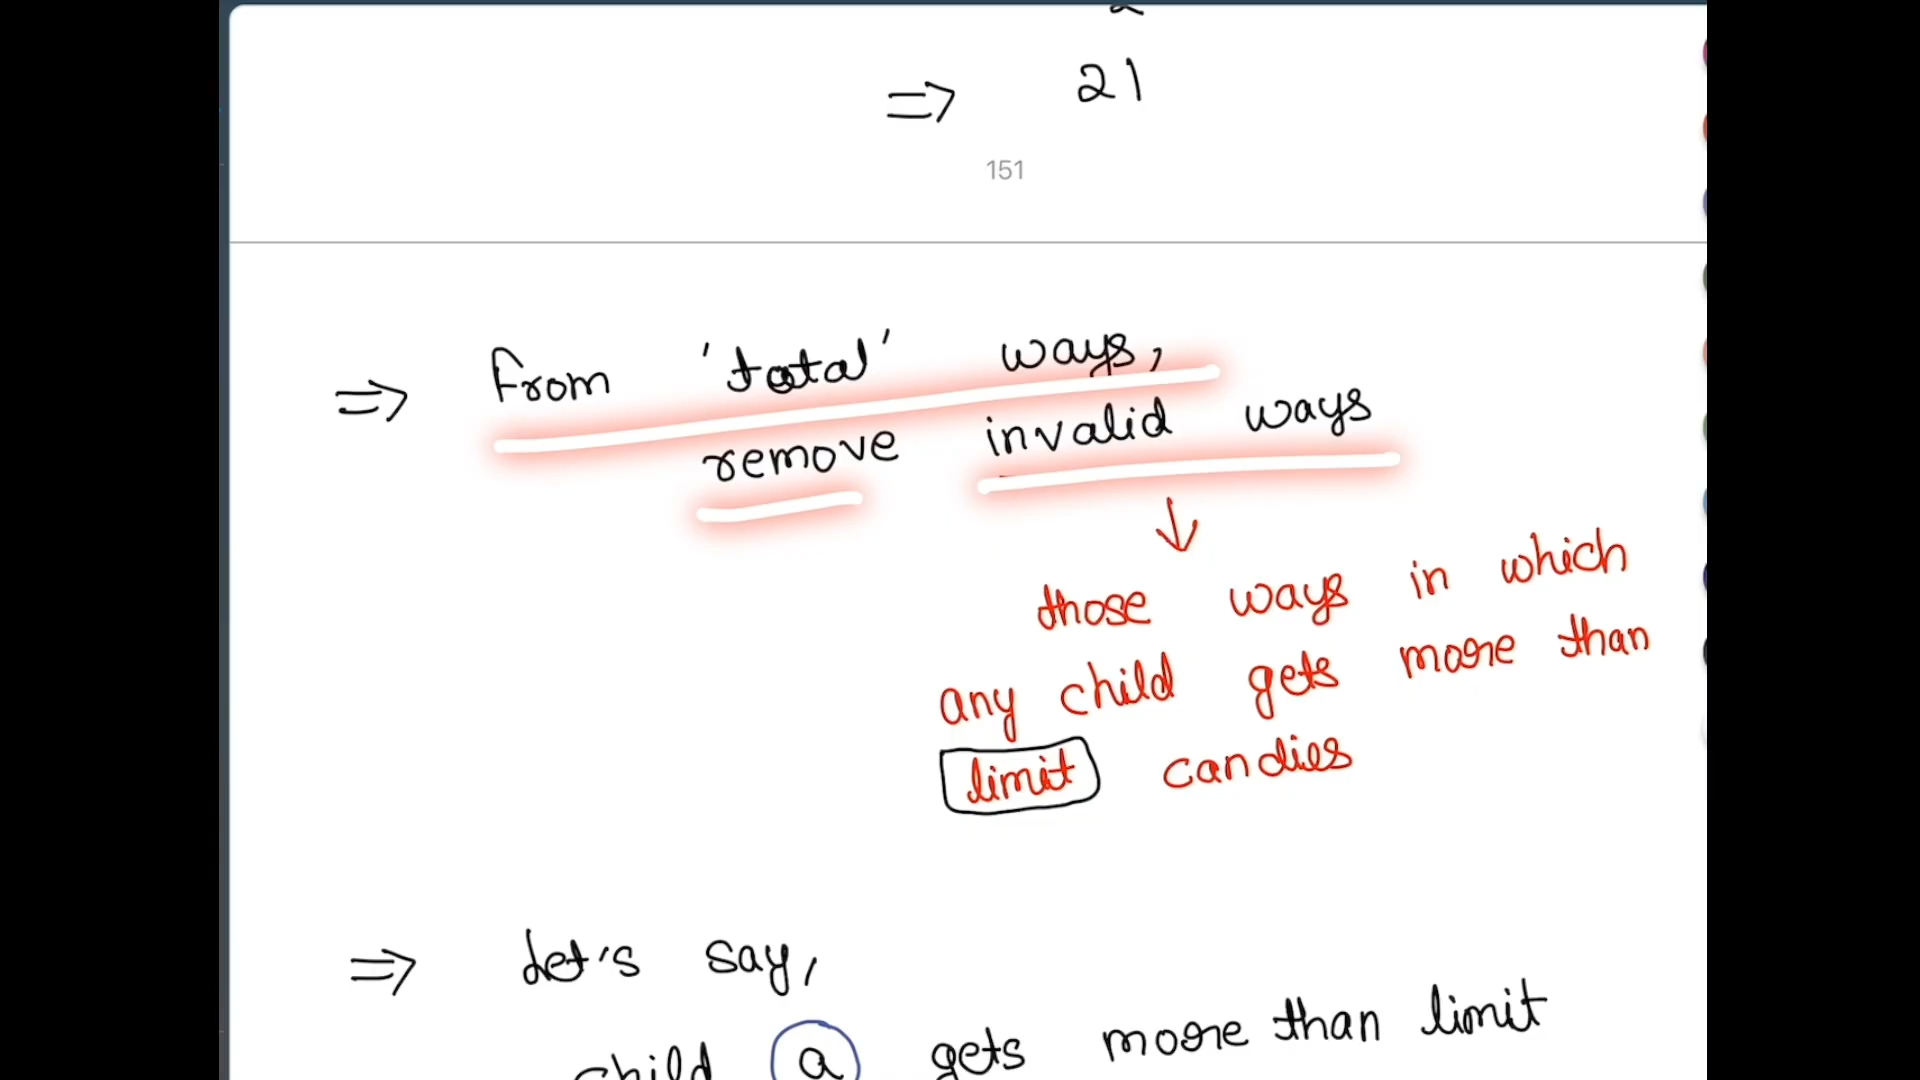 => 21
151
=> From 'total' ways,
remove invalid ways
↓
those ways in which
any child gets more than
limit candies
=> Let's say,
child a gets more than limit